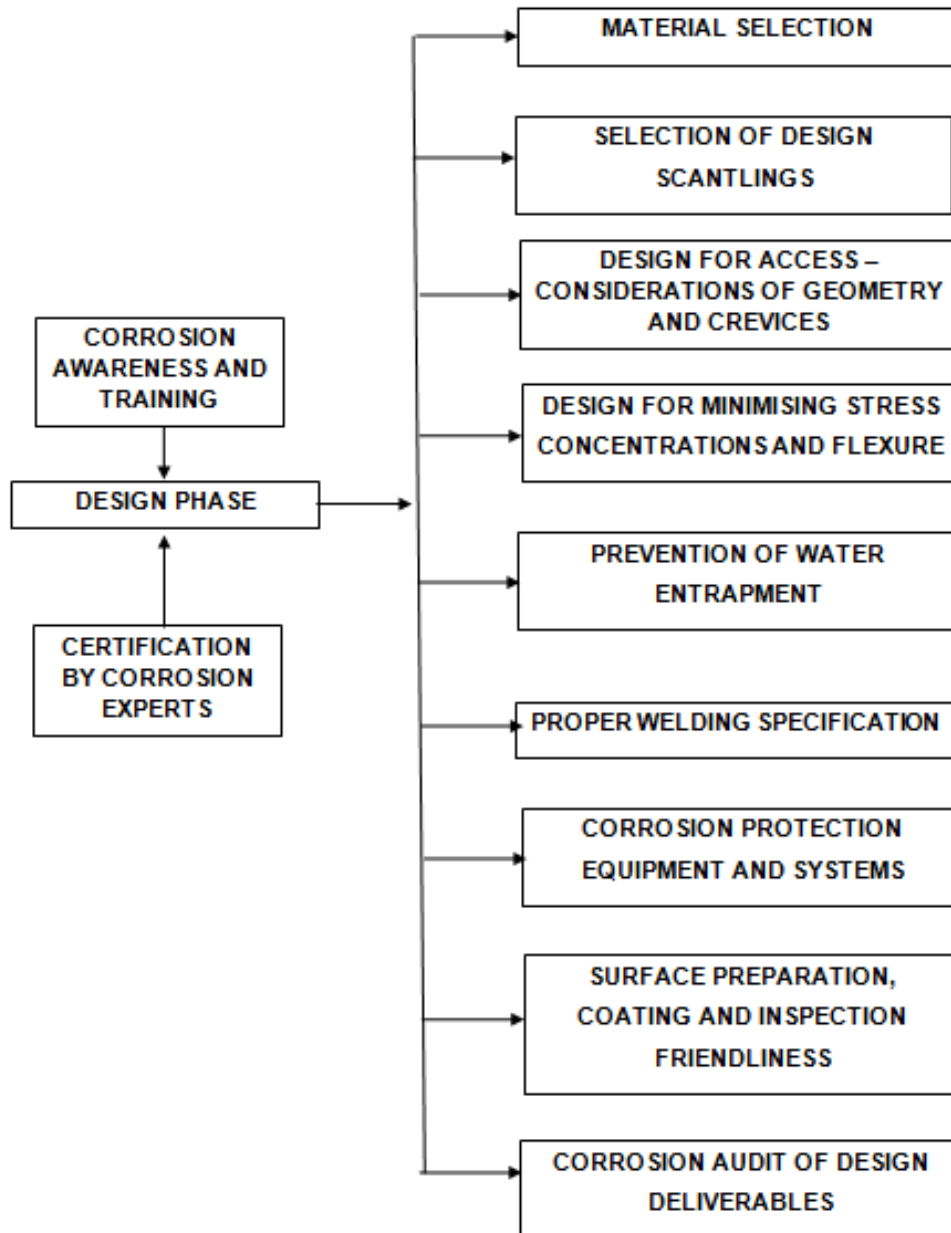 MATERIAL SELECTION
SELECTION OF DESIGN
SCANTLINGS
DESIGN FOR ACCESS –
CONSIDERATIONS OF GEOMETRY
AND CREVICES
CORROSION
AWARENESS AND
TRAINING
DESIGN FOR MINIMISING STRESS
CONCENTRATIONS AND FLEXURE
DESIGN PHASE
PREVENTION OF WATER
ENTRAPMENT
CERTIFICATION
BY CORROSION
EXPERTS
PROPER WELDING SPECIFICATION
CORROSION PROTECTION
EQUIPMENT AND SYSTEMS
SURFACE PREPARATION,
COATING AND INSPECTION
FRIENDLINESS
CORROSION AUDIT OF DESIGN
DELIVERABLES